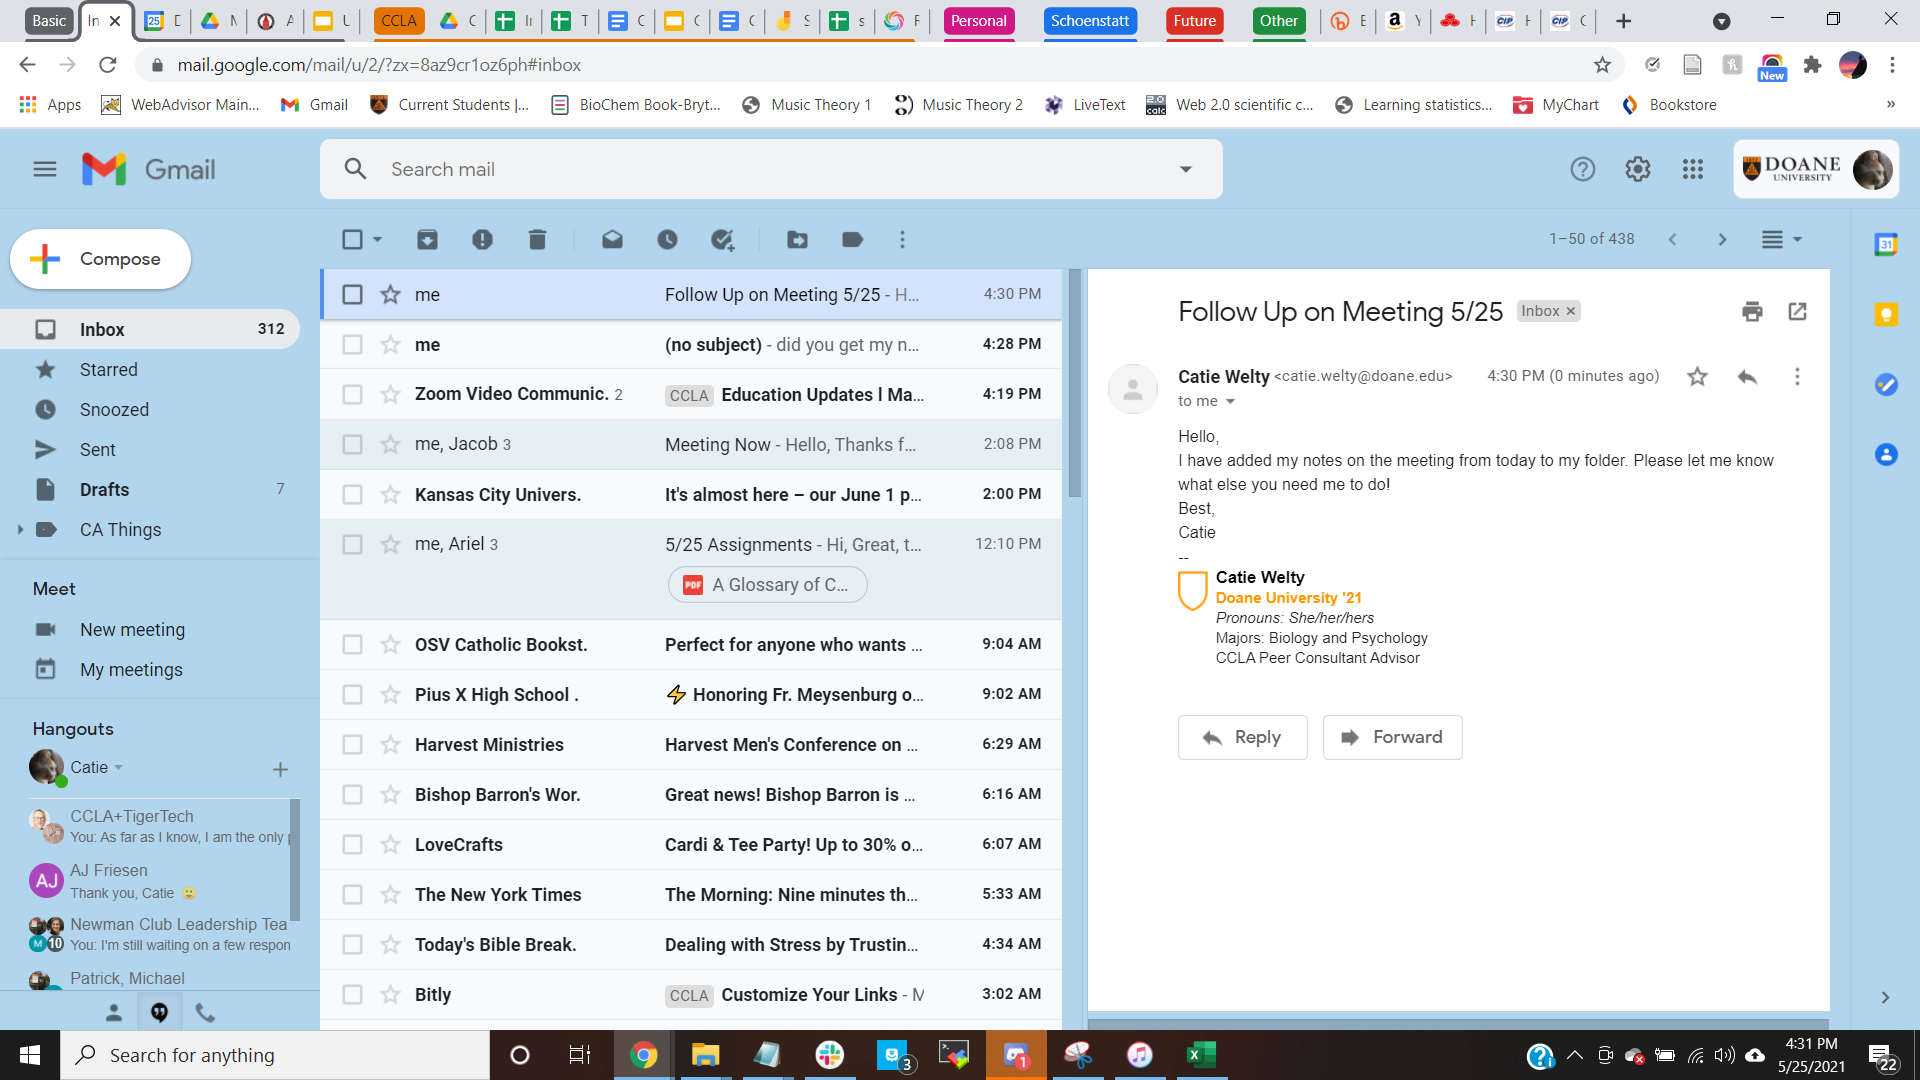 Basic In CCLA Personal Schoenstatt Future Other
mail.google.com/mail/u/2/?zx=8az9cr1oz6ph#inbox
New
Apps WebAdvisor Main... Gmail Current Students |... BioChem Book-Bryt... Music Theory 1 Music Theory 2 LiveText Web 2.0 scientific c... Learning statistics... MyChart Bookstore »
Gmail Search mail DOANE UNIVERSITY
Compose 1–50 of 438
Inbox 312
Starred
Snoozed
Sent
Drafts 7
CA Things
Meet
New meeting
My meetings
Hangouts
Catie
CCLA+TigerTech
You: As far as I know, I am the only
AJ Friesen
Thank you, Catie 🙂
Newman Club Leadership Tea
You: I'm still waiting on a few respon
Patrick, Michael
me Follow Up on Meeting 5/25 - H... 4:30 PM
me (no subject) - did you get my n... 4:28 PM
Zoom Video Communic. 2 CCLA Education Updates l Ma... 4:19 PM
me, Jacob 3 Meeting Now - Hello, Thanks f... 2:08 PM
Kansas City Univers. It's almost here – our June 1 p... 2:00 PM
me, Ariel 3 5/25 Assignments - Hi, Great, t... 12:10 PM
PDF A Glossary of C...
OSV Catholic Bookst. Perfect for anyone who wants ... 9:04 AM
Pius X High School . ⚡ Honoring Fr. Meysenburg o... 9:02 AM
Harvest Ministries Harvest Men's Conference on ... 6:29 AM
Bishop Barron's Wor. Great news! Bishop Barron is ... 6:16 AM
LoveCrafts Cardi & Tee Party! Up to 30% o... 6:07 AM
The New York Times The Morning: Nine minutes th... 5:33 AM
Today's Bible Break. Dealing with Stress by Trustin... 4:34 AM
Bitly CCLA Customize Your Links - M 3:02 AM
Follow Up on Meeting 5/25 Inbox ×
Catie Welty <catie.welty@doane.edu> 4:30 PM (0 minutes ago)
to me
Hello,
I have added my notes on the meeting from today to my folder. Please let me know
what else you need me to do!
Best,
Catie
--
Catie Welty
Doane University '21
Pronouns: She/her/hers
Majors: Biology and Psychology
CCLA Peer Consultant Advisor
Reply Forward
Search for anything 3 1 4:31 PM
5/25/2021 22